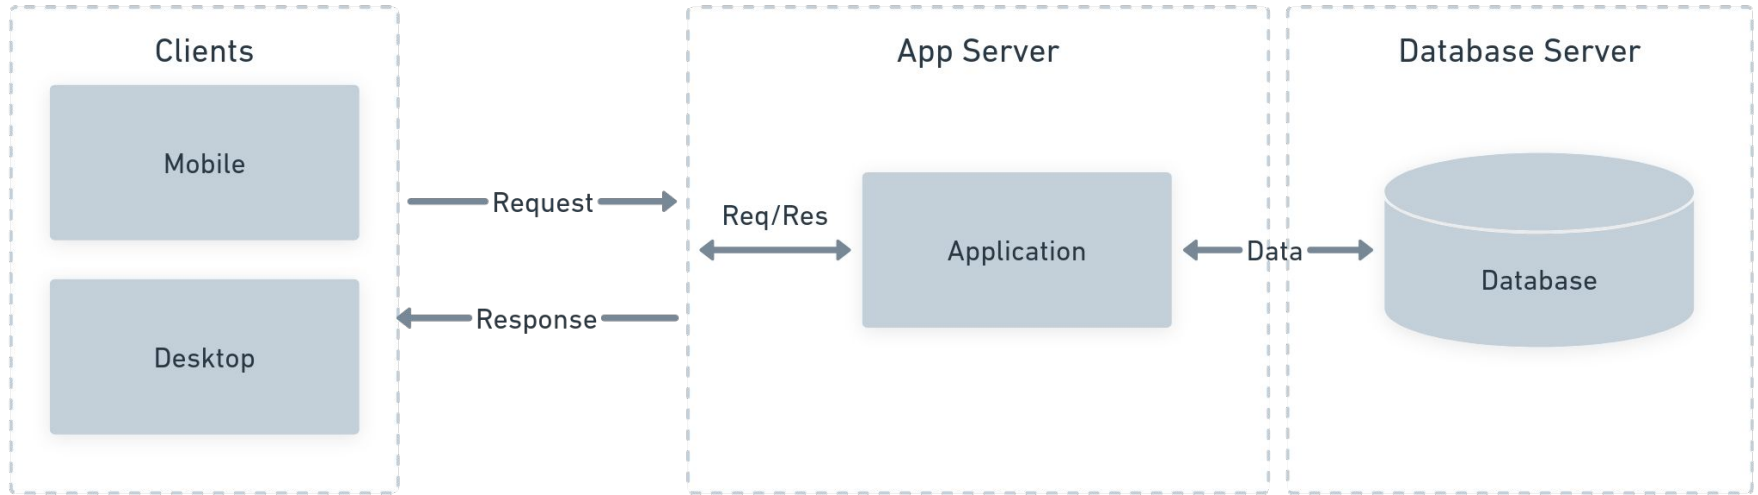 Clients
Mobile
Desktop
Request
Response
App Server
Req/Res
Application
Data
Database Server
Database